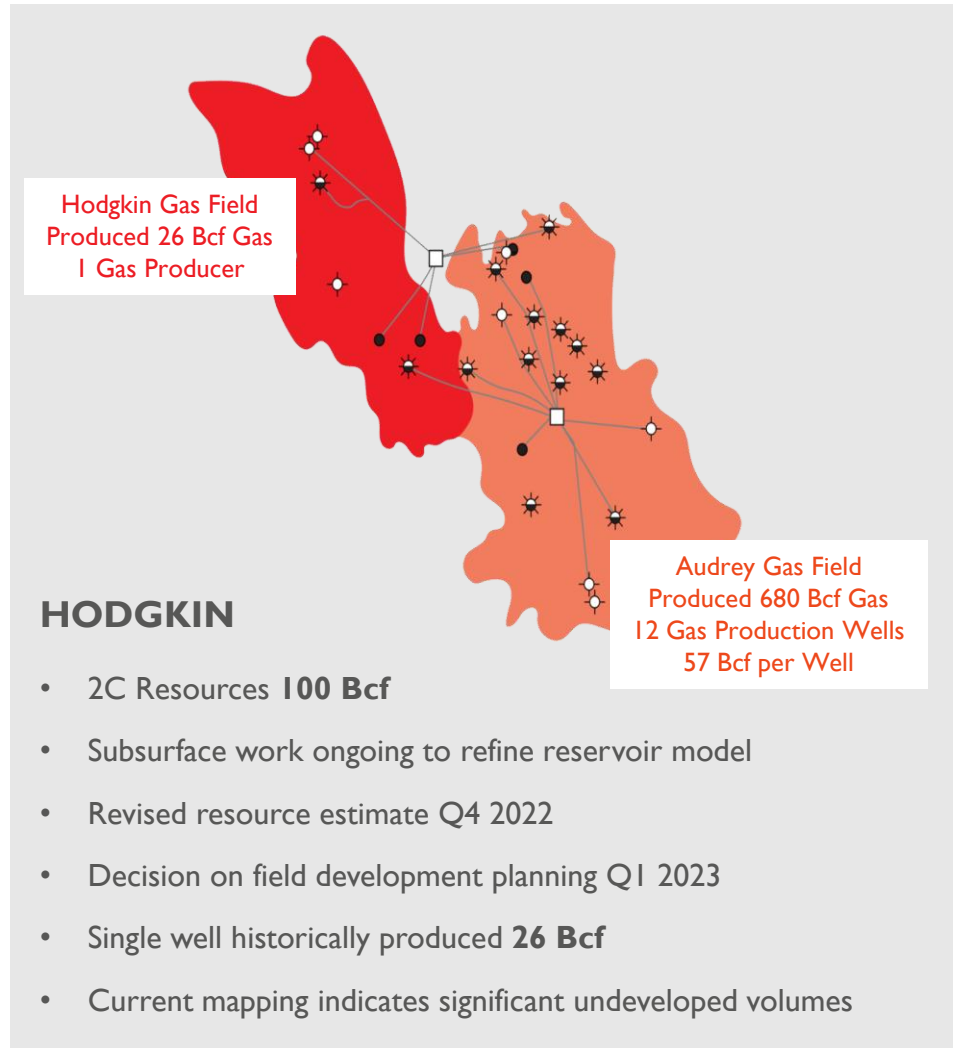 Hodgkin Gas Field
Produced 26 Bcf Gas
1 Gas Producer
Audrey Gas Field
Produced 680 Bcf Gas
12 Gas Production Wells
57 Bcf per Well
HODGKIN
• 2C Resources 100 Bcf
• Subsurface work ongoing to refine reservoir model
• Revised resource estimate Q4 2022
• Decision on field development planning Q1 2023
• Single well historically produced 26 Bcf
• Current mapping indicates significant undeveloped volumes